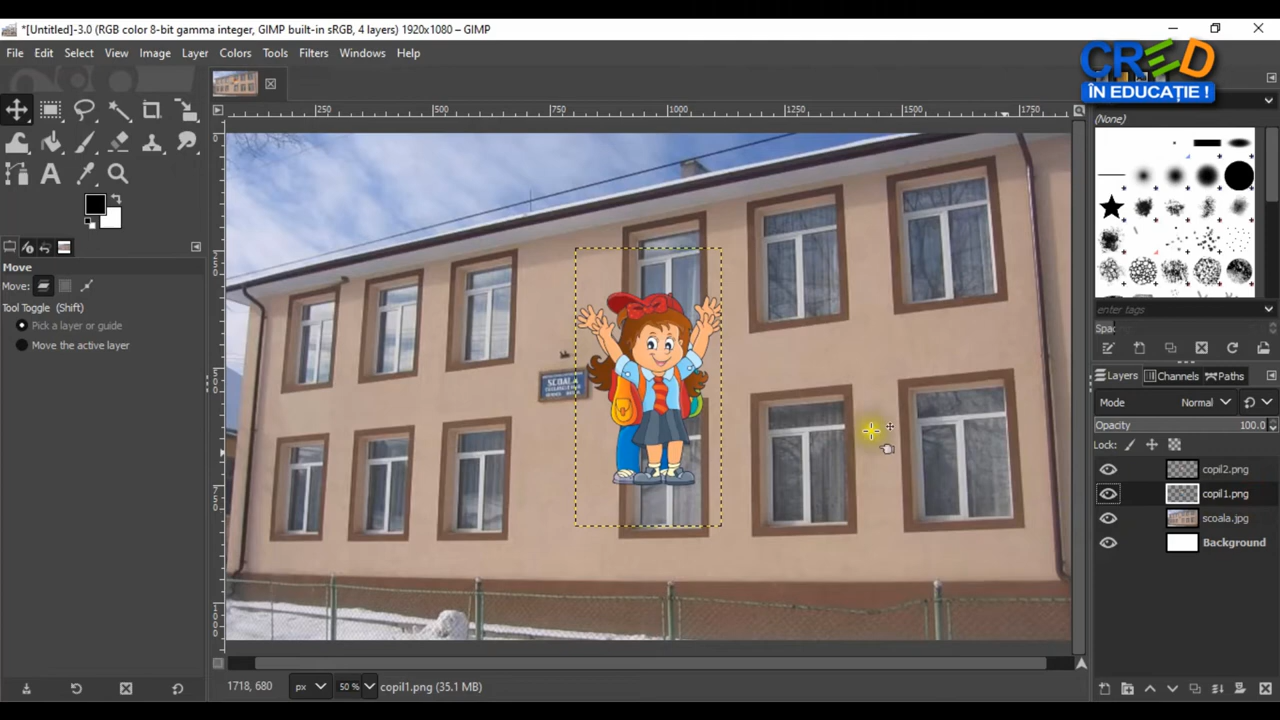 *[Untitled]-3.0 (RGB color 8-bit gamma integer, GIMP built-in sRGB, 4 layers) 1920x1080 – GIMP
File Edit Select View Image Layer Colors Tools Filters Windows Help
CRED
ÎN EDUCAȚIE !
250 500 750 1000 1250 1500 1750
(None)
Move
Move:
Tool Toggle (Shift)
Pick a layer or guide
Move the active layer
ȘCOALA
enter tags
Spac
Layers Channels Paths
Mode Normal
Opacity 100.0
Lock:
copil2.png
copil1.png
scoala.jpg
Background
1718, 680 px 50 % copil1.png (35.1 MB)